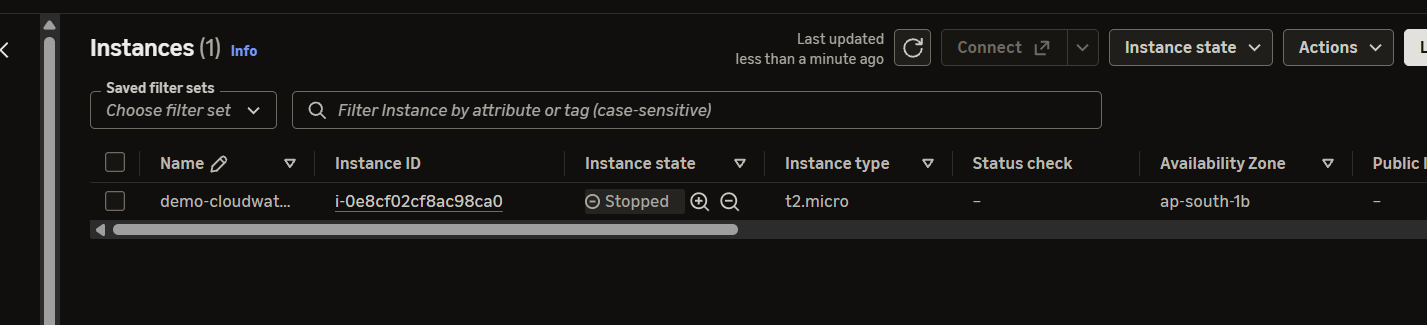 Instances (1) Info
Last updated
less than a minute ago
Connect
Instance state
Actions
Saved filter sets
Choose filter set
Filter Instance by attribute or tag (case-sensitive)
Name Instance ID Instance state Instance type Status check Availability Zone Public
demo-cloudwat... i-0e8cf02cf8ac98ca0 Stopped t2.micro – ap-south-1b –